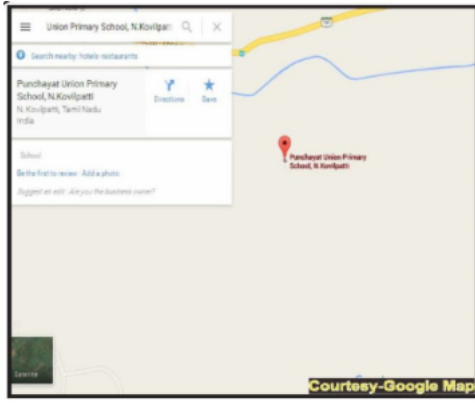 Union Primary School, N.Kovilpatti
Search nearby hotels restaurants
Punchayat Union Primary
School, N.Kovilpatti
N. Kovilpatti, Tamil Nadu
India
Directions
Save
School
Be the first to review Add a photo
Suggest an edit · Are you the business owner?
Punchayat Union Primary
School, N. Kovilpatti
Satellite
Courtesy-Google Map